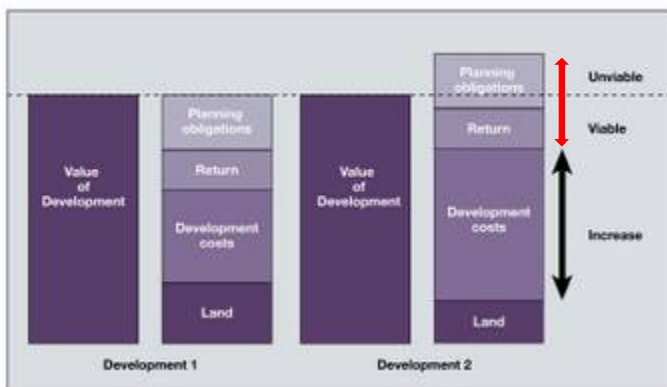 Value
of
Development
Planning
obligations
Return
Development
costs
Land
Value
of
Development
Planning
obligations
Return
Development
costs
Land
Unviable
Viable
Increase
Development 1
Development 2